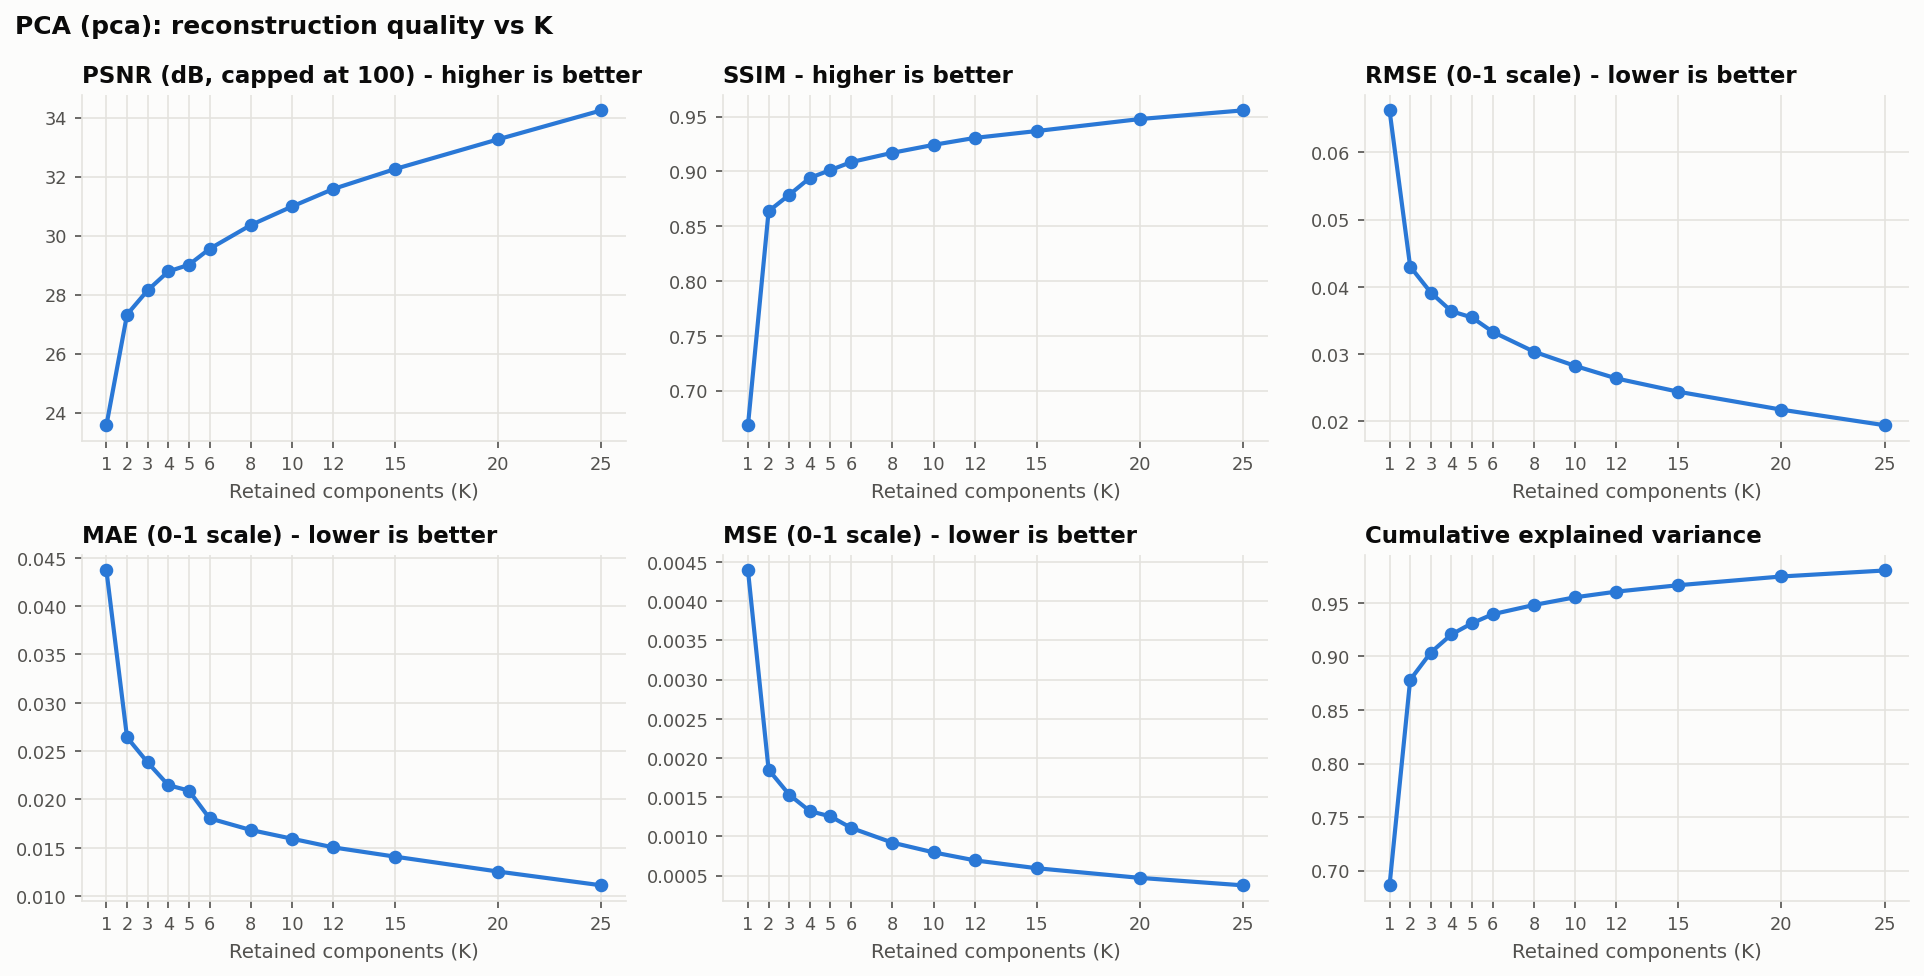 PCA (pca): reconstruction quality vs K
PSNR (dB, capped at 100) - higher is better
34
32
30
28
26
24
1 2 3 4 5 6 8 10 12 15 20 25
Retained components (K)
SSIM - higher is better
0.95
0.90
0.85
0.80
0.75
0.70
1 2 3 4 5 6 8 10 12 15 20 25
Retained components (K)
RMSE (0-1 scale) - lower is better
0.06
0.05
0.04
0.03
0.02
1 2 3 4 5 6 8 10 12 15 20 25
Retained components (K)
MAE (0-1 scale) - lower is better
0.045
0.040
0.035
0.030
0.025
0.020
0.015
0.010
1 2 3 4 5 6 8 10 12 15 20 25
Retained components (K)
MSE (0-1 scale) - lower is better
0.0045
0.0040
0.0035
0.0030
0.0025
0.0020
0.0015
0.0010
0.0005
1 2 3 4 5 6 8 10 12 15 20 25
Retained components (K)
Cumulative explained variance
0.95
0.90
0.85
0.80
0.75
0.70
1 2 3 4 5 6 8 10 12 15 20 25
Retained components (K)